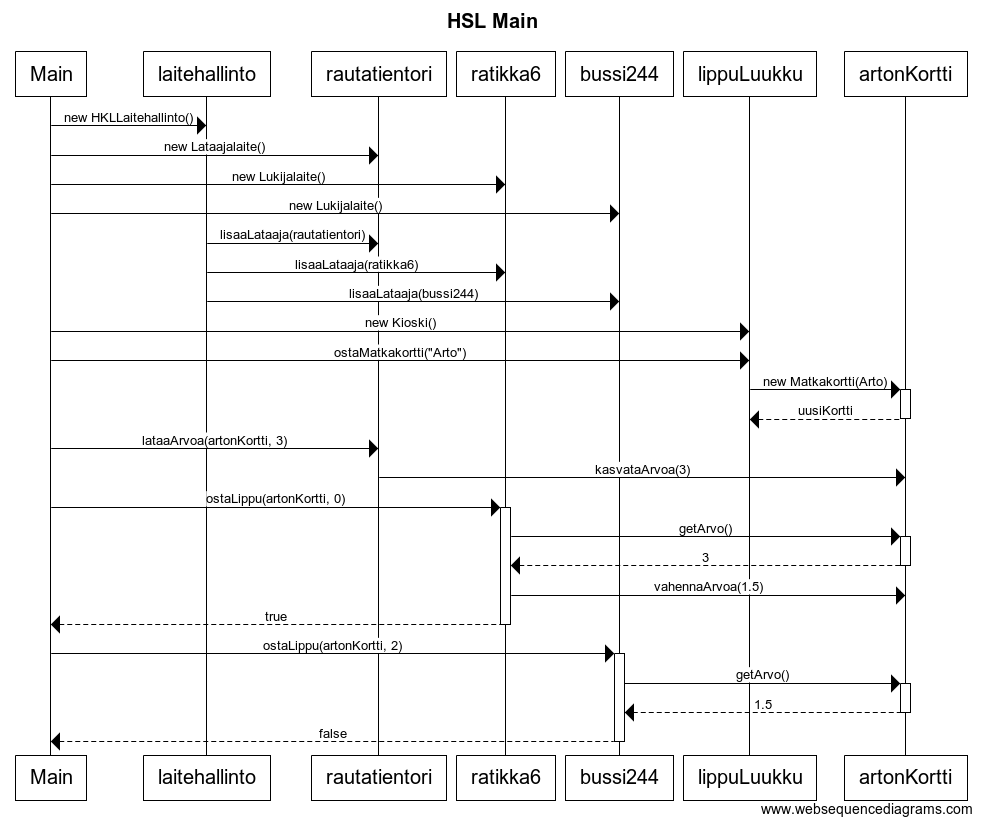 HSL Main
Main
laitehallinto
rautatientori
ratikka6
bussi244
lippuLuukku
artonKortti
new HKLLaitehallinto()
new Lataajalaite()
new Lukijalaite()
new Lukijalaite()
lisaaLataaja(rautatientori)
lisaaLataaja(ratikka6)
lisaaLataaja(bussi244)
new Kioski()
ostaMatkakortti("Arto")
new Matkakortti(Arto)
uusiKortti
lataaArvoa(artonKortti, 3)
kasvataArvoa(3)
ostaLippu(artonKortti, 0)
getArvo()
3
vahennaArvoa(1.5)
true
ostaLippu(artonKortti, 2)
getArvo()
1.5
false
Main
laitehallinto
rautatientori
ratikka6
bussi244
lippuLuukku
artonKortti
www.websequencediagrams.com